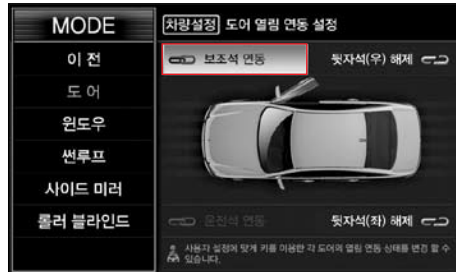 MODE
차량설정 도어 열림 연동 설정
이 전
보조석 연동
뒷자석(우) 해제
도 어
윈도우
썬루프
사이드 미러
롤러 블라인드
운전석 연동
뒷자석(좌) 해제
사용자 설정에 맞게 키를 이용한 각 도어의 열림 연동 상태를 변경 할 수
있습니다.